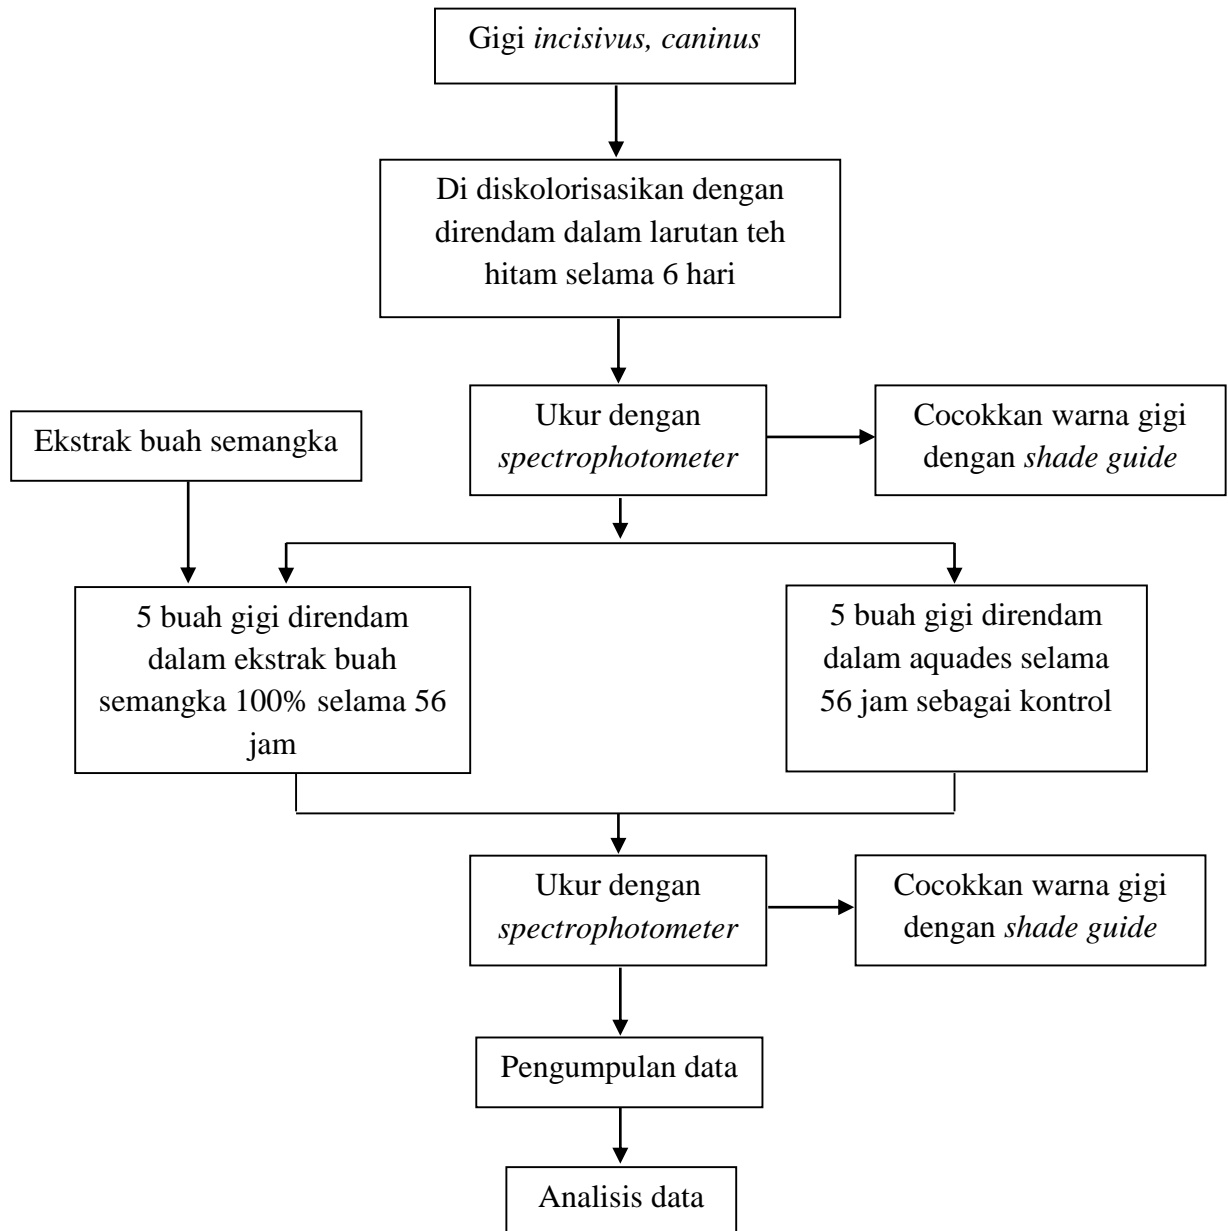 Gigi incisivus, caninus
Di diskolorisasikan dengan
direndam dalam larutan teh
hitam selama 6 hari
Ukur dengan
spectrophotometer
Cocokkan warna gigi
dengan shade guide
Ekstrak buah semangka
5 buah gigi direndam
dalam ekstrak buah
semangka 100% selama 56
jam
5 buah gigi direndam
dalam aquades selama
56 jam sebagai kontrol
Ukur dengan
spectrophotometer
Cocokkan warna gigi
dengan shade guide
Pengumpulan data
Analisis data